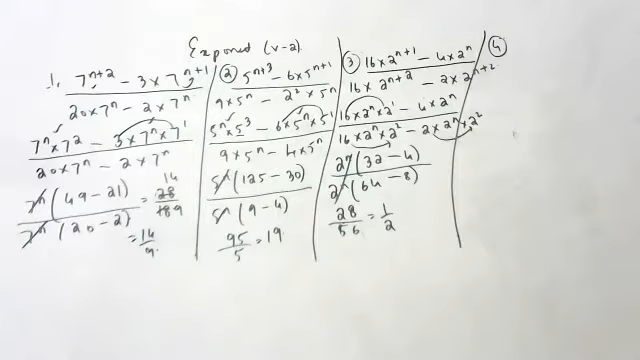 Exponed (v-2)
1. 7^{n+2} - 3 x 7^{n+1}
20 x 7^n - 2 x 7^n
7^n x 7^2 - 3 x 7^n x 7^1
20 x 7^n - 2 x 7^n
7^n (49 - 21)
7^n (20 - 2)
= 28 14
18 9
= 14
9
② 5^{n+3} - 6 x 5^{n+1}
9 x 5^n - 2^2 x 5^n
5^n x 5^3 - 6 x 5^n x 5^1
9 x 5^n - 4 x 5^n
5^n (125 - 30)
5^n (9 - 4)
95
5
= 19
③ 16 x 2^{n+1} - 4 x 2^n
16 x 2^{n+2} - 2 x 2^{n+2}
16 x 2^n x 2^1 - 4 x 2^n
16 x 2^n x 2^2 - 2 x 2^n x 2^2
2^n (32 - 4)
2^n (64 - 8)
28
56
= 1
2
④